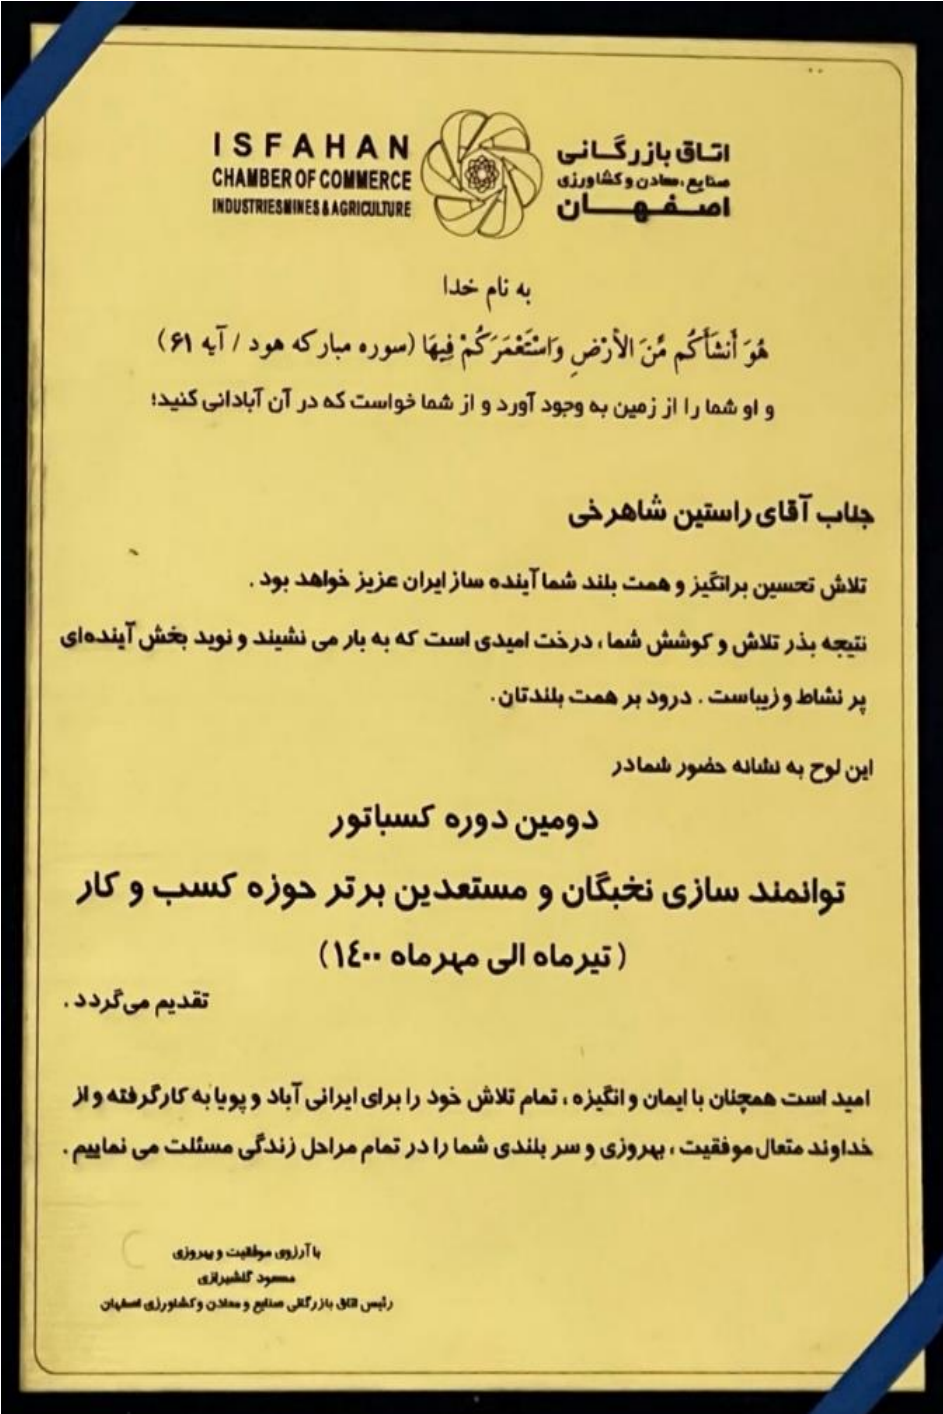 ISFAHAN
CHAMBER OF COMMERCE
INDUSTRIES MINES & AGRICULTURE
اتاق بازرگانی
صنایع، معادن و کشاورزی
اصفهان
به نام خدا
هُوَ أَنشَأَكُم مِّنَ الأَرْضِ وَاسْتَعْمَرَكُمْ فِيهَا (سوره مبارکه هود / آیه ۶۱)
و او شما را از زمین به وجود آورد و از شما خواست که در آن آبادانی کنید؛
جناب آقای راستین شاهرخی
تلاش تحسین برانگیز و همت بلند شما آینده ساز ایران عزیز خواهد بود .
نتیجه بذر تلاش و کوشش شما ، درخت امیدی است که به بار می نشیند و نوید بخش آینده‌ای
پر نشاط و زیباست . درود بر همت بلندتان .
این لوح به نشانه حضور شما در
دومین دوره کسباتور
توانمند سازی نخبگان و مستعدین برتر حوزه کسب و کار
( تیرماه الی مهرماه ۱٤۰۰ )
تقدیم می‌گردد .
امید است همچنان با ایمان و انگیزه ، تمام تلاش خود را برای ایرانی آباد و پویا به کار گرفته و از
خداوند متعال موفقیت ، بهروزی و سر بلندی شما را در تمام مراحل زندگی مسئلت می نماییم .
با آرزوی موفقیت و بهروزی
مسعود گلشیرازی
رئیس اتاق بازرگانی صنایع و معادن و کشاورزی اصفهان